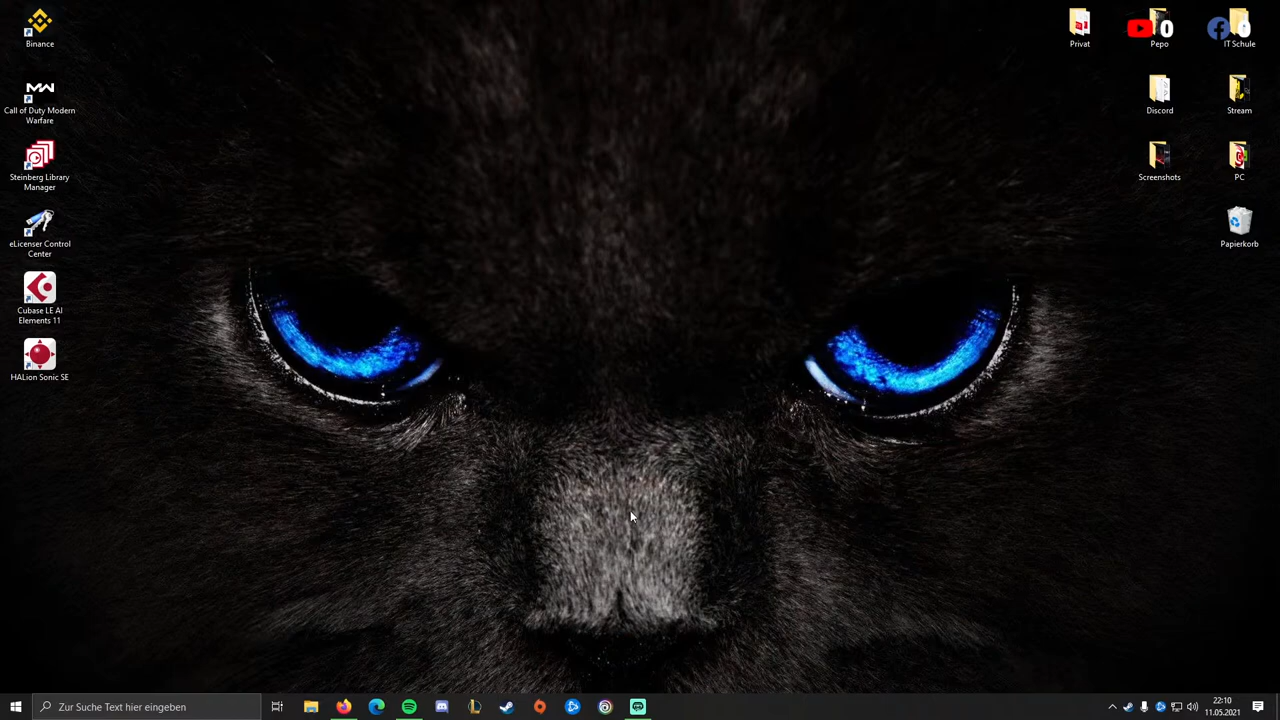 Binance
Call of Duty Modern
Warfare
Steinberg Library
Manager
eLicenser Control
Center
Cubase LE AI
Elements 11
HALion Sonic SE
Privat
0
Pepo
0
IT Schule
Discord
Stream
Screenshots
PC
Papierkorb
Zur Suche Text hier eingeben
22:10
11.05.2021